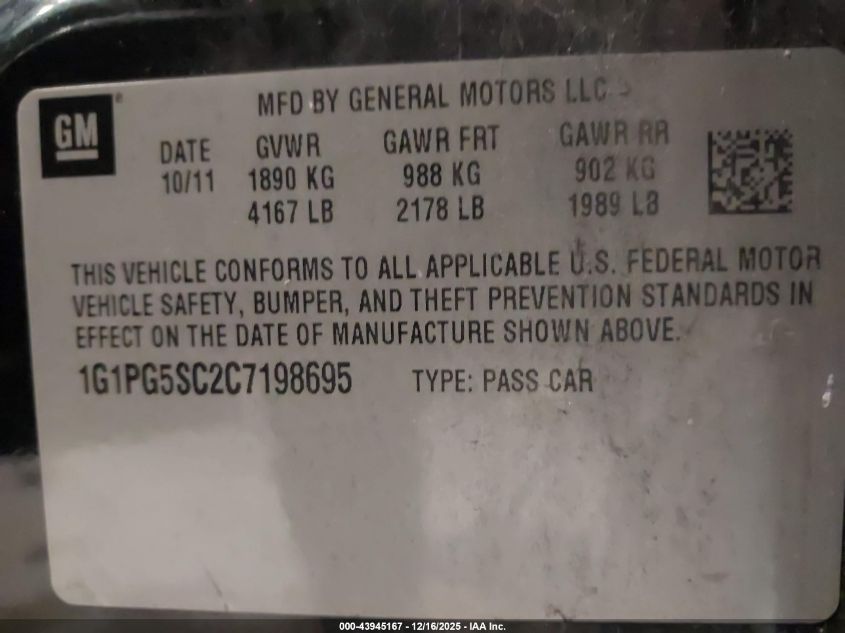 GM
MFD BY GENERAL MOTORS LLC
DATE GVWR GAWR FRT GAWR RR
10/11 1890 KG 988 KG 902 KG
4167 LB 2178 LB 1989 LB
THIS VEHICLE CONFORMS TO ALL APPLICABLE U.S. FEDERAL MOTOR
VEHICLE SAFETY, BUMPER, AND THEFT PREVENTION STANDARDS IN
EFFECT ON THE DATE OF MANUFACTURE SHOWN ABOVE.
1G1PG5SC2C7198695 TYPE: PASS CAR
000-43945167 - 12/16/2025 - IAA Inc.